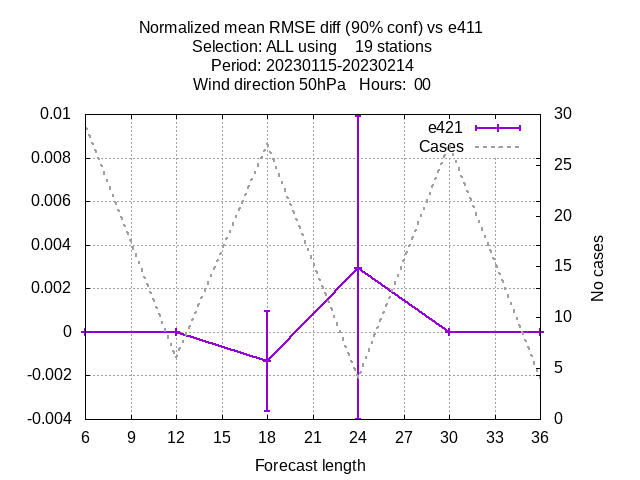 Normalized mean RMSE diff (90% conf) vs e411
Selection: ALL using    19 stations
Period: 20230115-20230214
Wind direction 50hPa   Hours:  00
0.01
0.008
0.006
0.004
0.002
0
-0.002
-0.004
30
25
20
15
10
5
0
e421
Cases
No cases
6 9 12 15 18 21 24 27 30 33 36
Forecast length